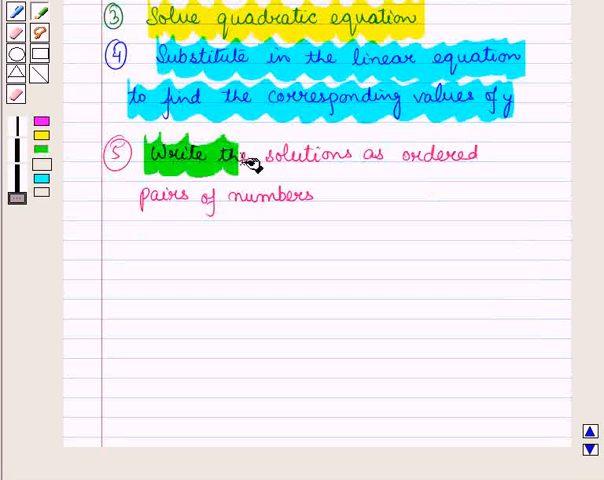 ③ Solve quadratic equation
④ Substitute in the linear equation
to find the corresponding values of y
⑤ Write the solutions as ordered
pairs of numbers